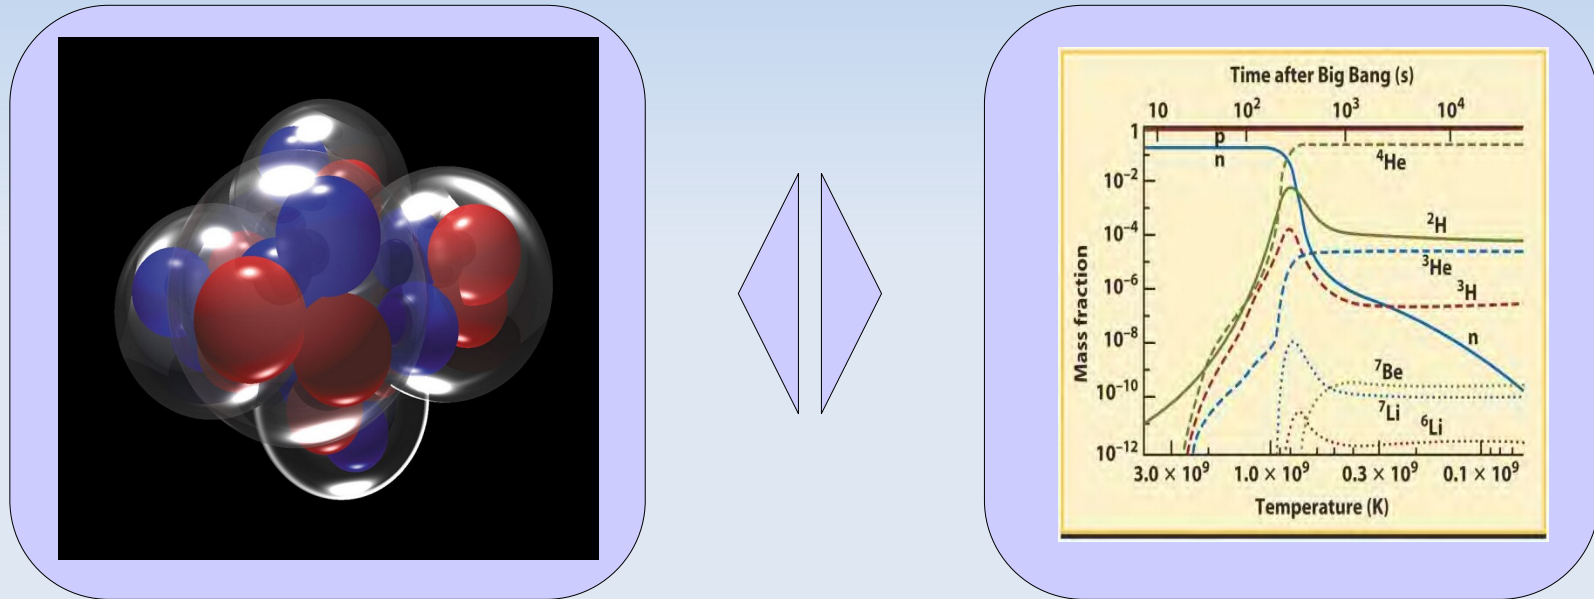 Time after Big Bang (s)
10 10² 10³ 10⁴
1
p
n
⁴He
10⁻²
²H
10⁻⁴
³He
³H
10⁻⁶
n
10⁻⁸
⁷Be
10⁻¹⁰
⁷Li
⁶Li
10⁻¹²
Mass fraction
3.0 × 10⁹ 1.0 × 10⁹ 0.3 × 10⁹ 0.1 × 10⁹
Temperature (K)